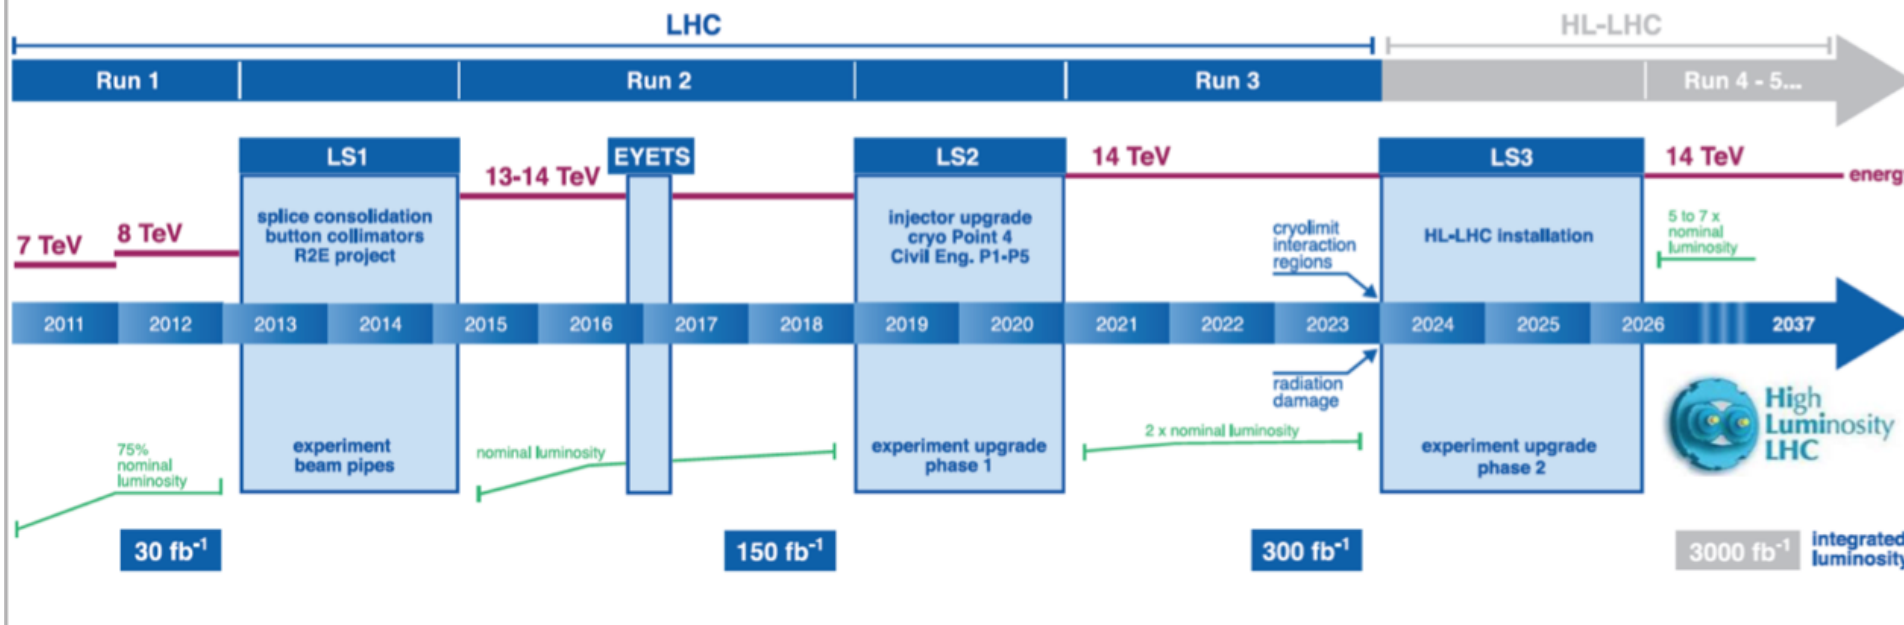 LHC
HL-LHC
Run 1
Run 2
Run 3
Run 4 - 5...
LS1
EYETS
LS2
LS3
13-14 TeV
14 TeV
14 TeV
energ
7 TeV
8 TeV
splice consolidation
button collimators
R2E project
injector upgrade
cryo Point 4
Civil Eng. P1-P5
cryolimit
interaction
regions
HL-LHC installation
5 to 7 x
nominal
luminosity
2011
2012
2013
2014
2015
2016
2017
2018
2019
2020
2021
2022
2023
2024
2025
2026
2037
radiation
damage
75%
nominal
luminosity
experiment
beam pipes
nominal luminosity
experiment upgrade
phase 1
2 x nominal luminosity
experiment upgrade
phase 2
High
Luminosity
LHC
30 fb⁻¹
150 fb⁻¹
300 fb⁻¹
3000 fb⁻¹
integrated
luminosity